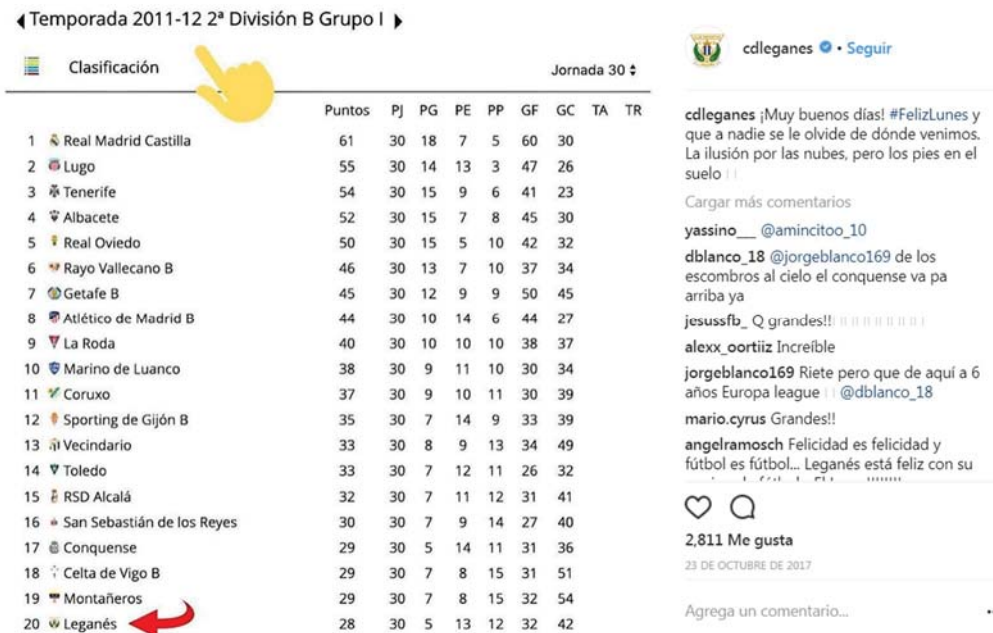 Temporada 2011-12 2ª División B Grupo I
Clasificación
Jornada 30
Puntos PJ PG PE PP GF GC TA TR
1 Real Madrid Castilla 61 30 18 7 5 60 30
2 Lugo 55 30 14 13 3 47 26
3 Tenerife 54 30 15 9 6 41 23
4 Albacete 52 30 15 7 8 45 30
5 Real Oviedo 50 30 15 5 10 42 32
6 Rayo Vallecano B 46 30 13 7 10 37 34
7 Getafe B 45 30 12 9 9 50 45
8 Atlético de Madrid B 44 30 10 14 6 44 27
9 La Roda 40 30 10 10 10 38 37
10 Marino de Luanco 38 30 9 11 10 30 34
11 Coruxo 37 30 9 10 11 30 39
12 Sporting de Gijón B 35 30 7 14 9 33 39
13 Vecindario 33 30 8 9 13 34 49
14 Toledo 33 30 7 12 11 26 32
15 RSD Alcalá 32 30 7 11 12 31 41
16 San Sebastián de los Reyes 30 30 7 9 14 27 40
17 Conquense 29 30 5 14 11 31 36
18 Celta de Vigo B 29 30 7 8 15 31 51
19 Montañeros 29 30 7 8 15 32 54
20 Leganés 28 30 5 13 12 32 42
cdleganes • Seguir
cdleganes ¡Muy buenos días! #FelizLunes y
que a nadie se le olvide de dónde venimos.
La ilusión por las nubes, pero los pies en el
suelo
Cargar más comentarios
yassino___ @amincitoo_10
dblanco_18 @jorgeblanco169 de los
escombros al cielo el conquense va pa
arriba ya
jesussfb_ Q grandes!!
alexx_oortiiz Increíble
jorgeblanco169 Riete pero que de aquí a 6
años Europa league @dblanco_18
mario.cyrus Grandes!!
angelramosch Felicidad es felicidad y
fútbol es fútbol... Leganés está feliz con su
2,811 Me gusta
23 DE OCTUBRE DE 2017
Agrega un comentario...